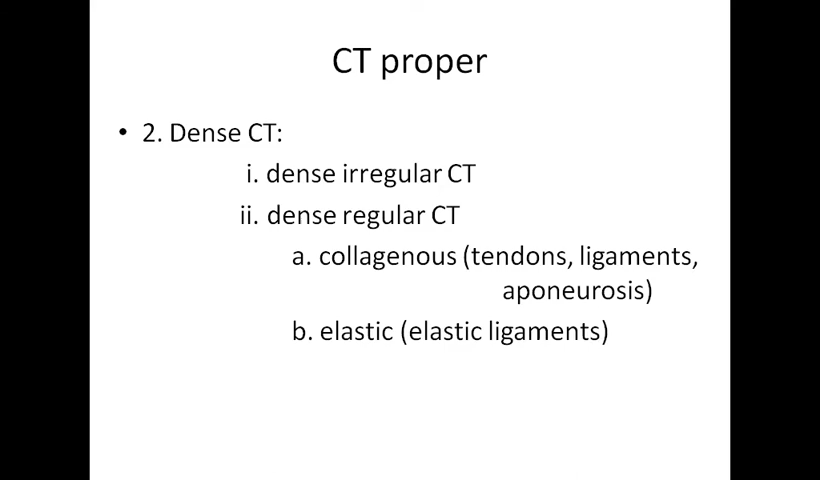 CT proper
• 2. Dense CT:
i. dense irregular CT
ii. dense regular CT
a. collagenous (tendons, ligaments,
aponeurosis)
b. elastic (elastic ligaments)